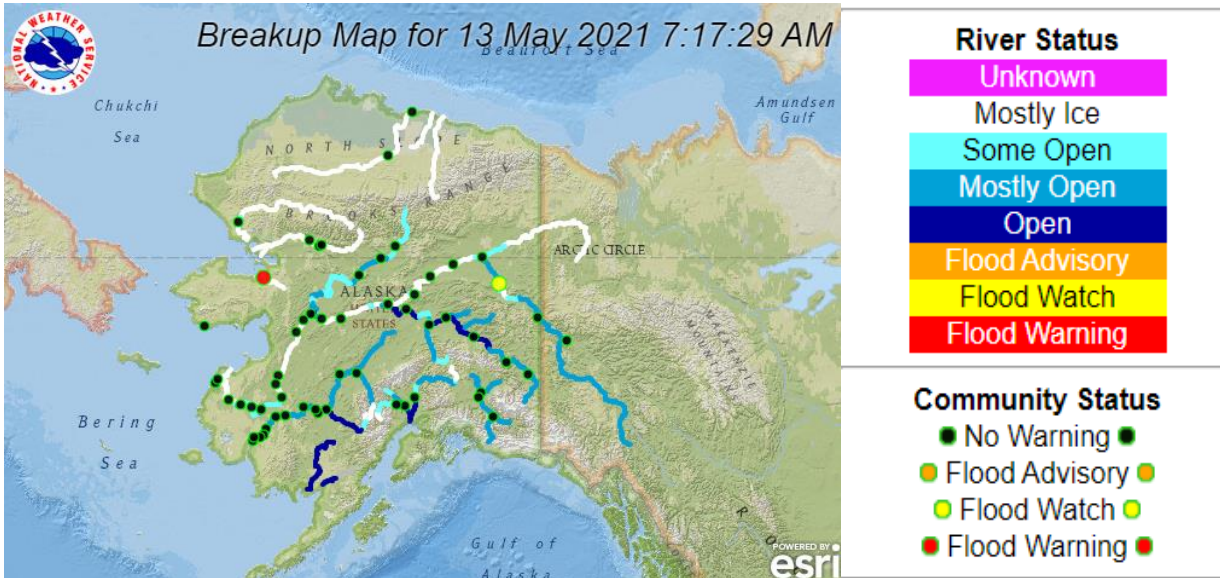 NATIONAL WEATHER SERVICE
Breakup Map for 13 May 2021 7:17:29 AM
Beaufort Sea
Chukchi
Sea
Amundsen
Gulf
NORTH SLOPE
BROOKS RANGE
ARCTIC CIRCLE
ALASKA
UNITED
STATES
MACKENZIE
MOUNTAINS
Bering
Sea
Gulf of
Alaska
POWERED BY
esri
River Status
Unknown
Mostly Ice
Some Open
Mostly Open
Open
Flood Advisory
Flood Watch
Flood Warning
Community Status
No Warning
Flood Advisory
Flood Watch
Flood Warning